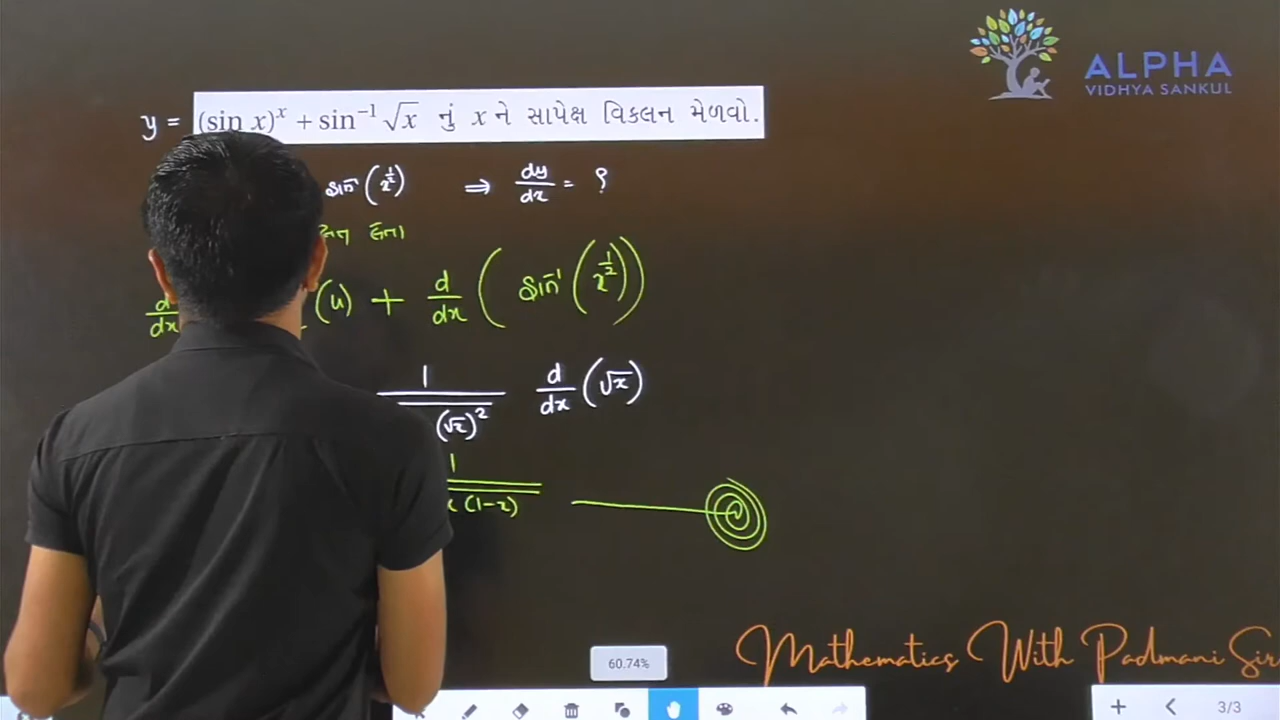 ALPHA
VIDHYA SANKUL
y = (sin x)^x + sin⁻¹ √x નું x ને સાપેક્ષ વિકલન મેળવો.
sin⁻(x^½) ⇒ dy/dx = ?
(u) + d/dx (sin⁻¹(x^½))
1 / (√x)² d/dx (√x)
1 / x(1-x)
Mathematics With Padmani Sir
60.74%
3/3